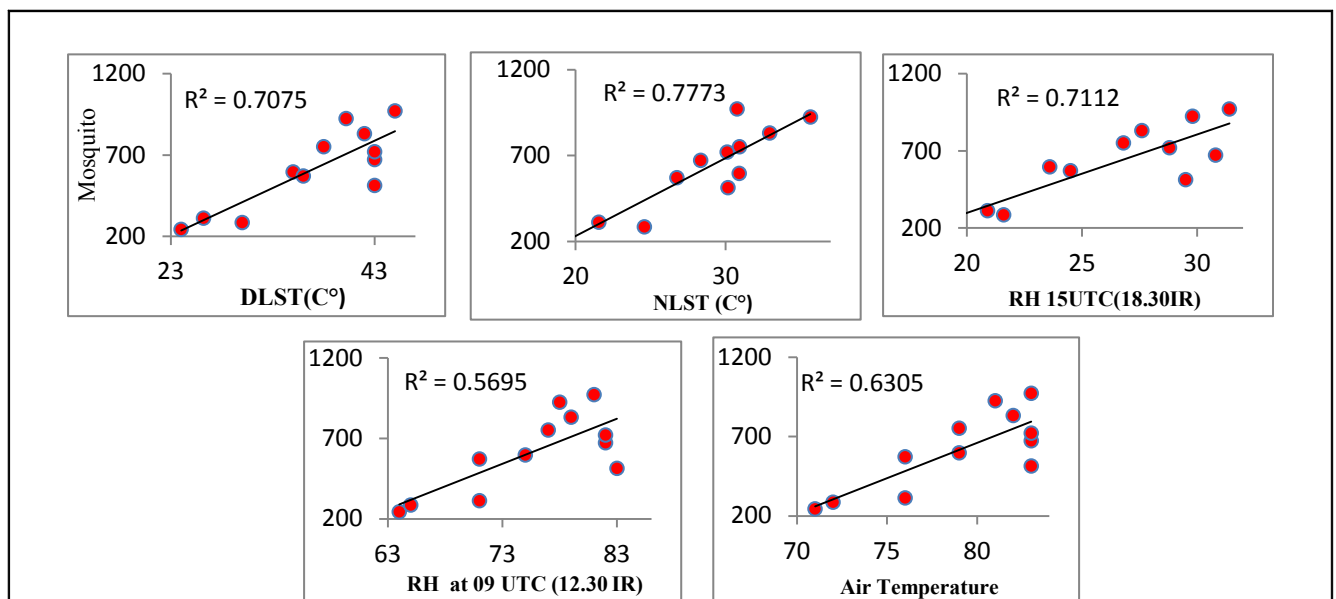 1200
700
200
Mosquito
R² = 0.7075
23 43
DLST(C°)
1200
700
200
R² = 0.7773
20 30
NLST (C°)
1200
700
200
R² = 0.7112
20 25 30
RH 15UTC(18.30IR)
1200
700
200
R² = 0.5695
63 73 83
RH at 09 UTC (12.30 IR)
1200
700
200
R² = 0.6305
70 75 80
Air Temperature